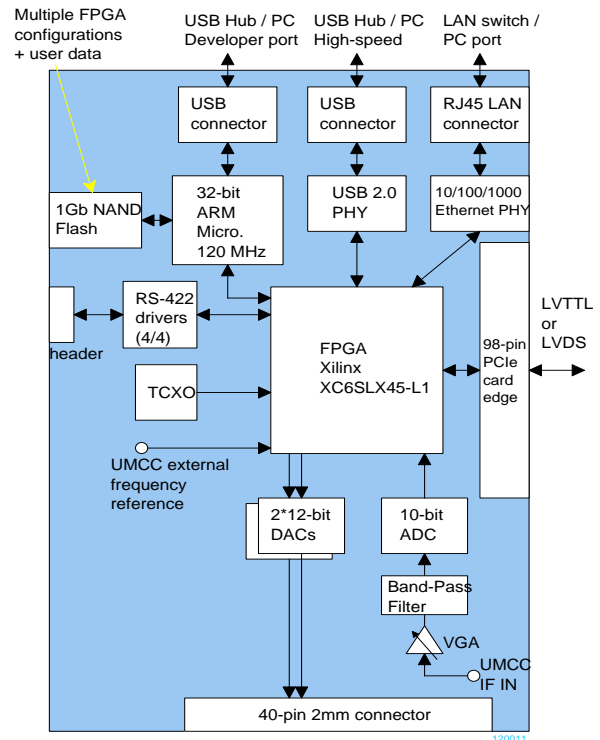 Multiple FPGA
configurations
+ user data
USB Hub / PC
Developer port
USB Hub / PC
High-speed
LAN switch /
PC port
USB
connector
USB
connector
RJ45 LAN
connector
1Gb NAND
Flash
32-bit
ARM
Micro.
120 MHz
USB 2.0
PHY
10/100/1000
Ethernet PHY
header
RS-422
drivers
(4/4)
FPGA
Xilinx
XC6SLX45-L1
98-pin
PCIe
card
edge
LVTTL
or
LVDS
TCXO
UMCC external
frequency
reference
2*12-bit
DACs
10-bit
ADC
Band-Pass
Filter
VGA
UMCC
IF IN
40-pin 2mm connector
120011